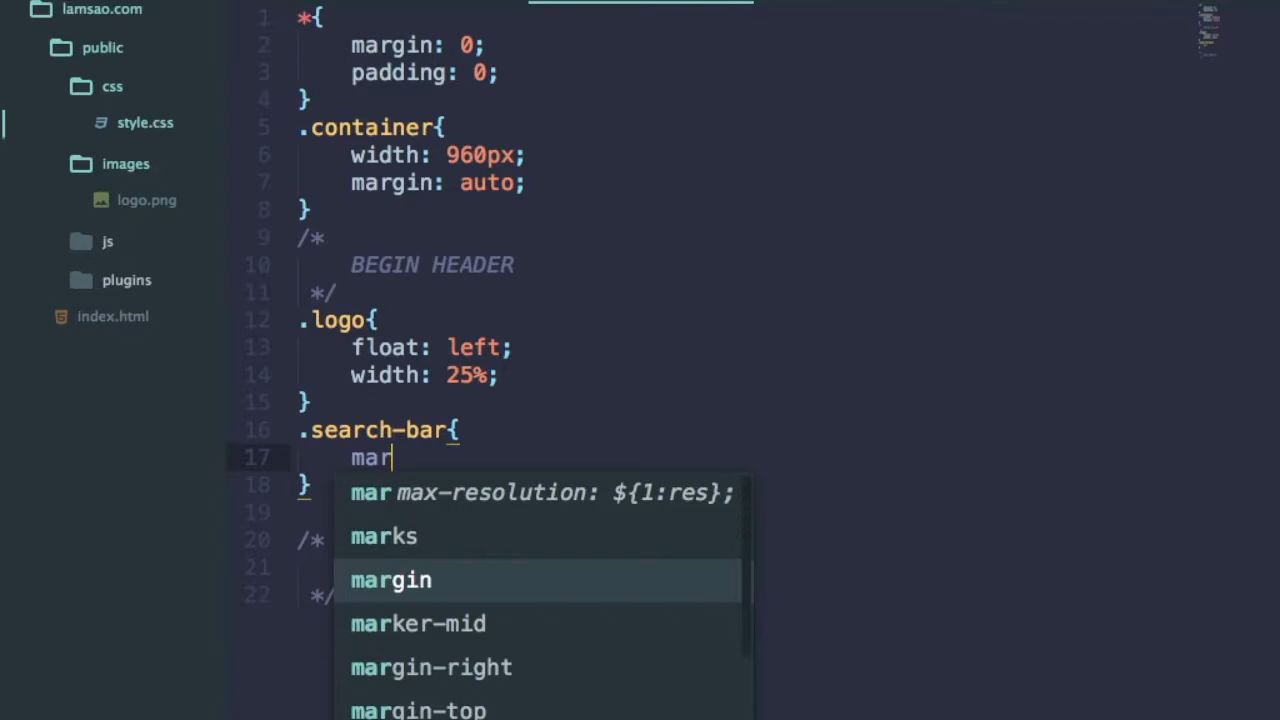 lamsao.com
public
css
style.css
images
logo.png
js
plugins
index.html
1 *{
2 margin: 0;
3 padding: 0;
4 }
5 .container{
6 width: 960px;
7 margin: auto;
8 }
9 /*
10 BEGIN HEADER
11 */
12 .logo{
13 float: left;
14 width: 25%;
15 }
16 .search-bar{
17 mar
18 }
19
20 /*
21
22 */
mar max-resolution: ${1:res};
marks
margin
marker-mid
margin-right
margin-top